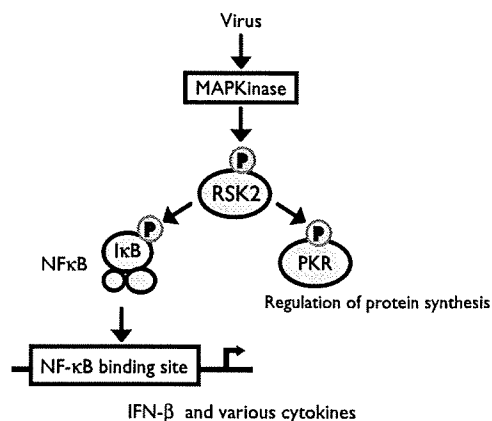 Virus
MAPKinase
P
RSK2
P
IκB
NFκB
P
PKR
Regulation of protein synthesis
NF-κB binding site
IFN-β and various cytokines